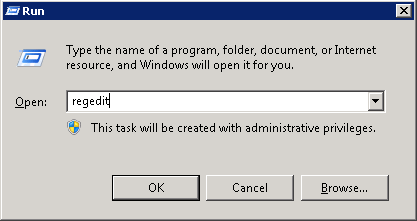 Run
Type the name of a program, folder, document, or Internet
resource, and Windows will open it for you.
Open: regedit
This task will be created with administrative privileges.
OK Cancel Browse...